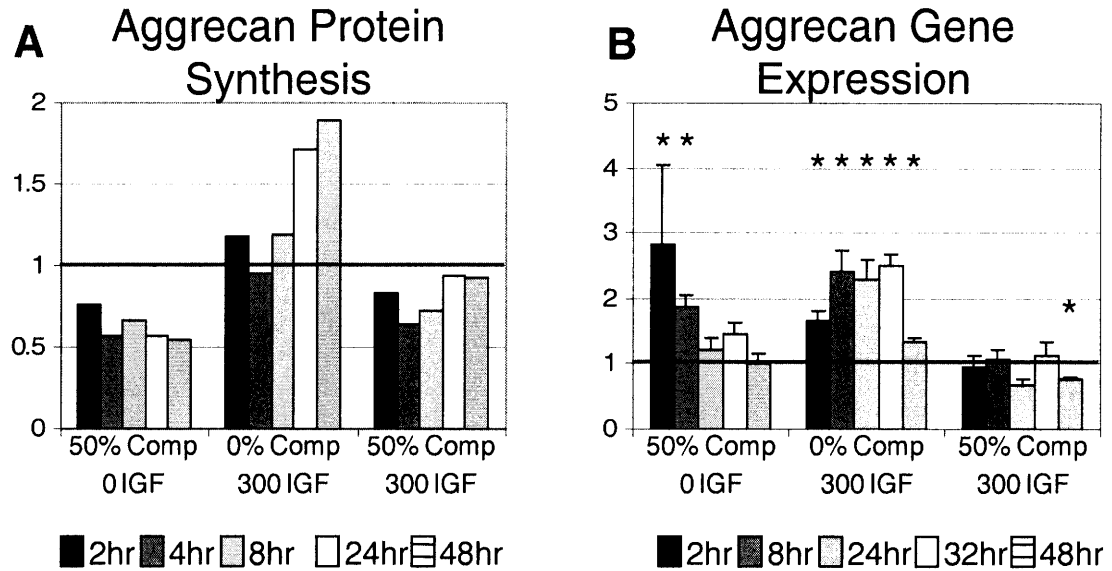 A
Aggrecan Protein
Synthesis
2
1.5
1
0.5
0
50% Comp 0% Comp 50% Comp
0 IGF 300 IGF 300 IGF
2hr 4hr 8hr 24hr 48hr
B
Aggrecan Gene
Expression
5
4
3
2
1
0
* *
* * * * *
*
50% Comp 0% Comp 50% Comp
0 IGF 300 IGF 300 IGF
2hr 8hr 24hr 32hr 48hr